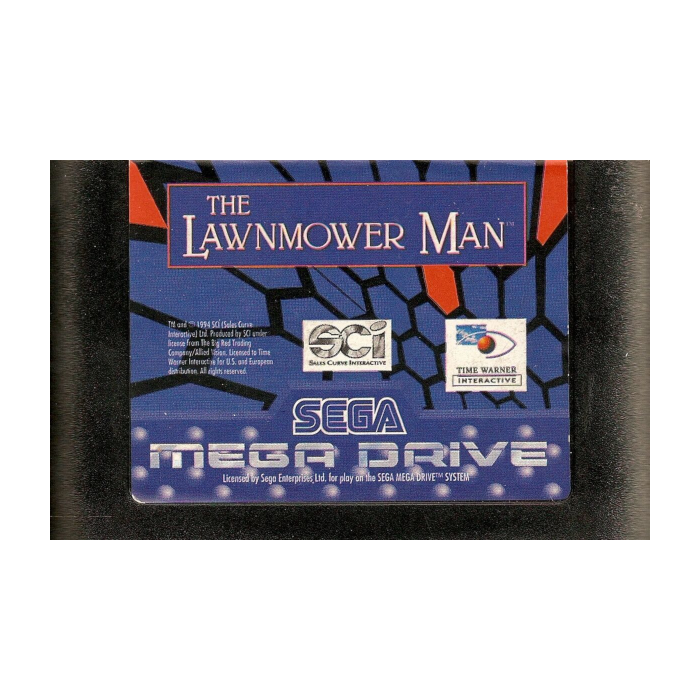 THE
LAWNMOWER MAN™
TM and © 1994 SCI (Sales Curve
Interactive) Ltd. Produced by SCI under
license from The Big Red Trading
Company/Allied Vision. Licensed to Time
Warner Interactive for U.S. and European
distribution. All rights reserved.
SCi
SALES CURVE INTERACTIVE
TIME WARNER
INTERACTIVE
SEGA
MEGA DRIVE
Licensed by Sega Enterprises, Ltd. for play on the SEGA MEGA DRIVE™ SYSTEM